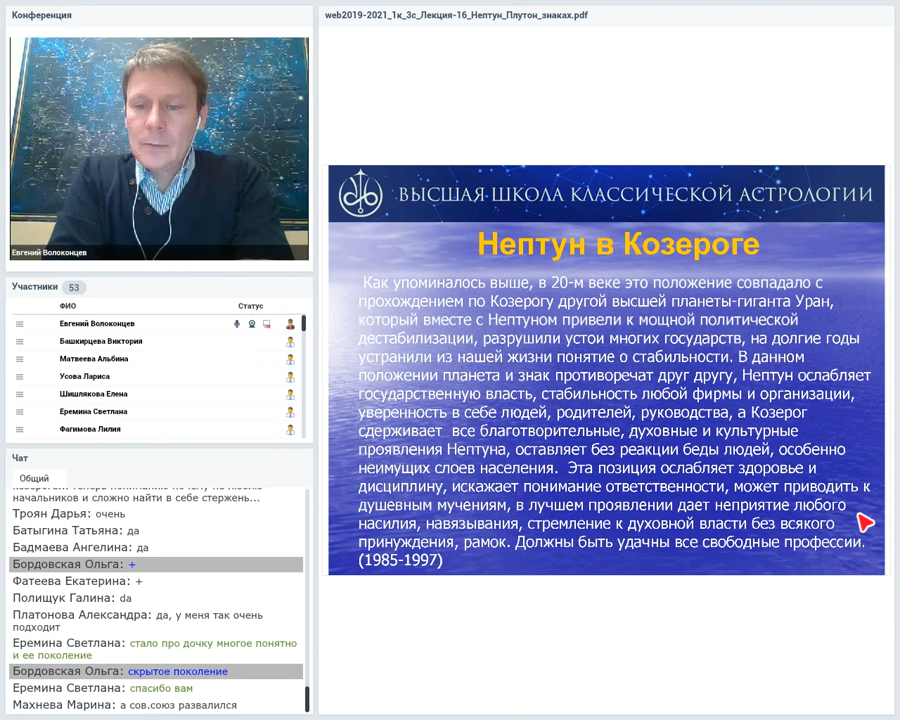 Конференция
web2019-2021_1к_3с_Лекция-16_Нептун_Плутон_знаках.pdf
Евгений Волоконцев
Участники 53
ФИО Статус
Евгений Волоконцев
Башкирцева Виктория
Матвеева Альбина
Усова Лариса
Шишлякова Елена
Еремина Светлана
Фагимова Лилия
Чат
Общий
начальников и сложно найти в себе стержень...
Троян Дарья: очень
Батыгина Татьяна: да
Бадмаева Ангелина: да
Бордовская Ольга: +
Фатеева Екатерина: +
Полищук Галина: da
Платонова Александра: да, у меня так очень
подходит
Еремина Светлана: стало про дочку многое понятно
и ее поколение
Бордовская Ольга: скрытое поколение
Еремина Светлана: спасибо вам
Махнева Марина: а сов.союз развалился
ВЫСШАЯ ШКОЛА КЛАССИЧЕСКОЙ АСТРОЛОГИИ
Нептун в Козероге
Как упоминалось выше, в 20-м веке это положение совпадало с
прохождением по Козерогу другой высшей планеты-гиганта Уран,
который вместе с Нептуном привели к мощной политической
дестабилизации, разрушили устои многих государств, на долгие годы
устранили из нашей жизни понятие о стабильности. В данном
положении планета и знак противоречат друг другу, Нептун ослабляет
государственную власть, стабильность любой фирмы и организации,
уверенность в себе людей, родителей, руководства, а Козерог
сдерживает все благотворительные, духовные и культурные
проявления Нептуна, оставляет без реакции беды людей, особенно
неимущих слоев населения. Эта позиция ослабляет здоровье и
дисциплину, искажает понимание ответственности, может приводить к
душевным мучениям, в лучшем проявлении дает неприятие любого
насилия, навязывания, стремление к духовной власти без всякого
принуждения, рамок. Должны быть удачны все свободные профессии.
(1985-1997)